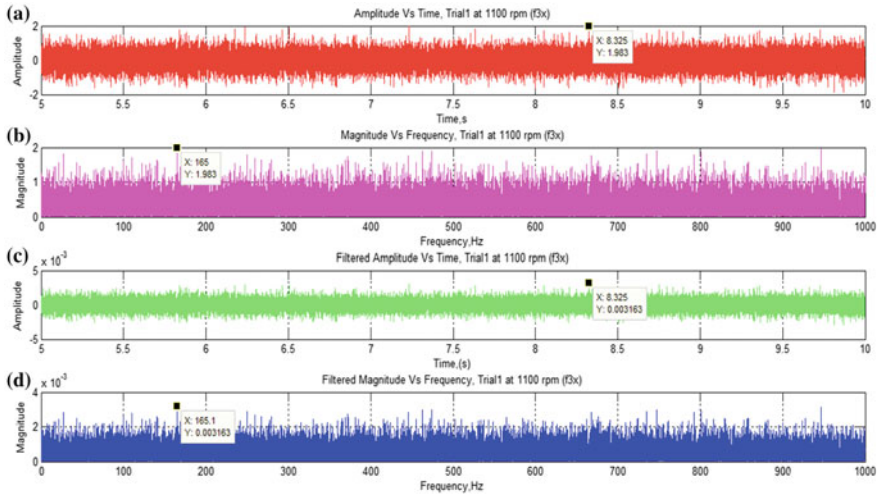 (a)
Amplitude Vs Time, Trial1 at 1100 rpm (f3x)
Amplitude
2
0
-2
X: 8.325
Y: 1.983
5 5.5 6 6.5 7 7.5 8 8.5 9 9.5 10
Time,s
(b)
Magnitude Vs Frequency, Trial1 at 1100 rpm (f3x)
Magnitude
2
1
0
X: 165
Y: 1.983
0 100 200 300 400 500 600 700 800 900 1000
Frequency,Hz
(c)
x 10⁻³
Filtered Amplitude Vs Time, Trial1 at 1100 rpm (f3x)
Amplitude
5
0
-5
X: 8.325
Y: 0.003163
5 5.5 6 6.5 7 7.5 8 8.5 9 9.5 10
Time,(s)
(d)
x 10⁻³
Filtered Magnitude Vs Frequency, Trial1 at 1100 rpm (f3x)
Magnitude
4
2
0
X: 165.1
Y: 0.003163
0 100 200 300 400 500 600 700 800 900 1000
Frequency,Hz